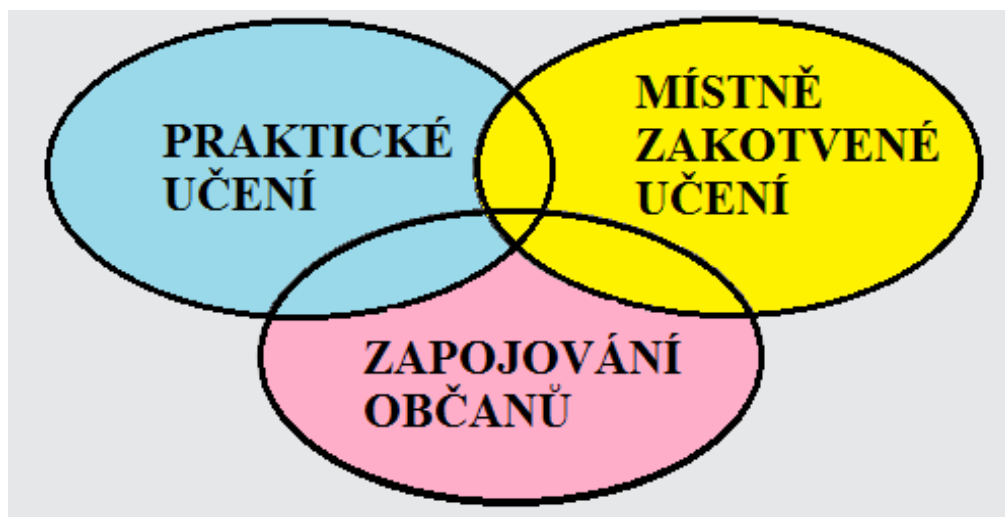 PRAKTICKÉ
UČENÍ
MÍSTNĚ
ZAKOTVENÉ
UČENÍ
ZAPOJOVÁNÍ
OBČANŮ